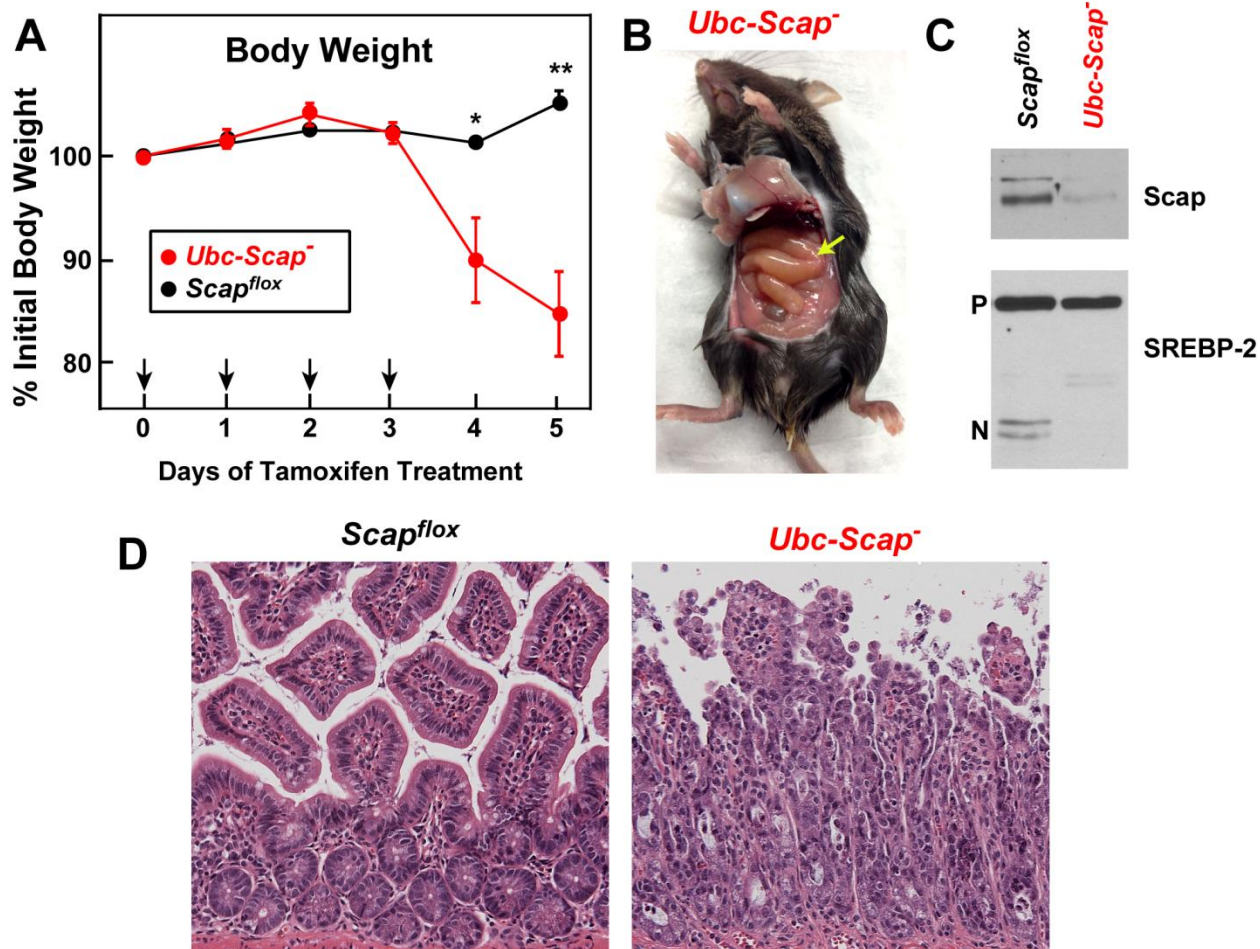 A
Body Weight
% Initial Body Weight
100
90
80
Ubc-Scap⁻
Scapflox
*
**
0 1 2 3 4 5
Days of Tamoxifen Treatment
B
Ubc-Scap⁻
C
Scapflox
Ubc-Scap⁻
Scap
P
SREBP-2
N
D
Scapflox
Ubc-Scap⁻